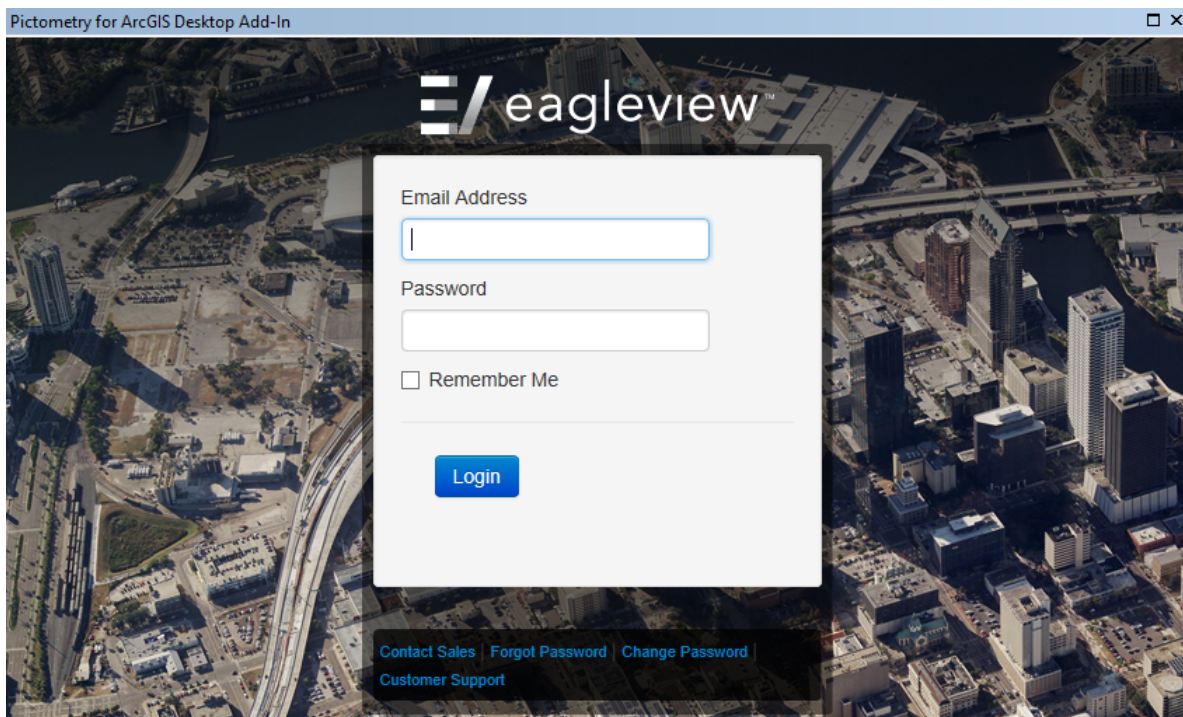 Pictometry for ArcGIS Desktop Add-In
eagleview™
Email Address
Password
Remember Me
Login
Contact Sales | Forgot Password | Change Password |
Customer Support